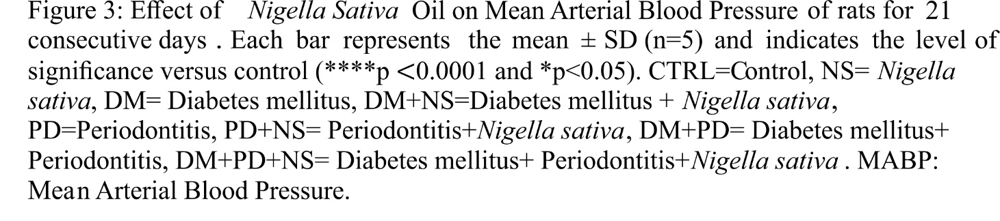 Figure 3: Effect of Nigella Sativa Oil on Mean Arterial Blood Pressure of rats for 21
consecutive days . Each bar represents the mean ± SD (n=5) and indicates the level of
significance versus control (****p <0.0001 and *p<0.05). CTRL=Control, NS= Nigella
sativa, DM= Diabetes mellitus, DM+NS=Diabetes mellitus + Nigella sativa,
PD=Periodontitis, PD+NS= Periodontitis+Nigella sativa, DM+PD= Diabetes mellitus+
Periodontitis, DM+PD+NS= Diabetes mellitus+ Periodontitis+Nigella sativa . MABP:
Mean Arterial Blood Pressure.